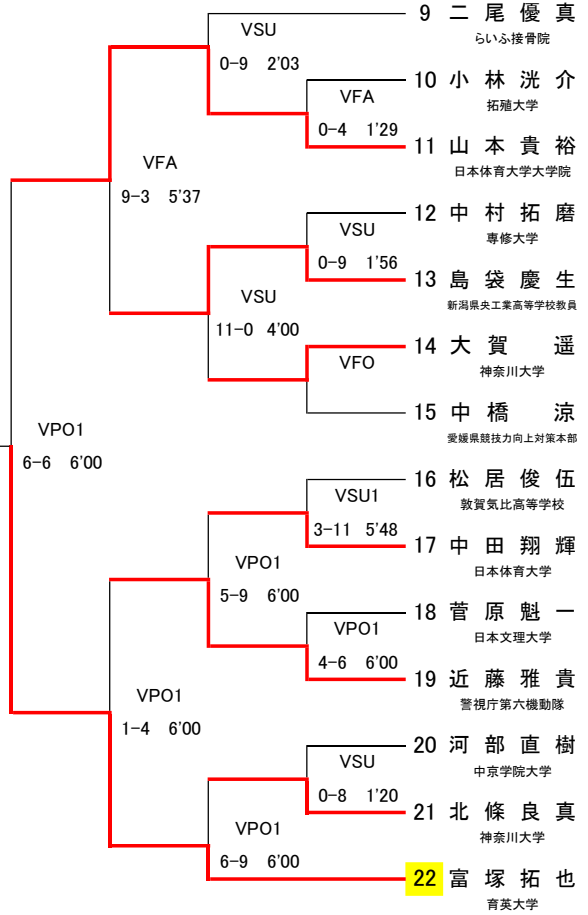 9 二尾優真
らいふ接骨院
VSU
0-9 2'03
10 小林洸介
拓殖大学
VFA
0-4 1'29
11 山本貴裕
日本体育大学大学院
VFA
9-3 5'37
12 中村拓磨
専修大学
VSU
0-9 1'56
13 島袋慶生
新潟県央工業高等学校教員
VSU
11-0 4'00
14 大賀遥
神奈川大学
VFO
15 中橋涼
愛媛県競技力向上対策本部
VPO1
6-6 6'00
16 松居俊伍
敦賀気比高等学校
VSU1
3-11 5'48
17 中田翔輝
日本体育大学
VPO1
5-9 6'00
18 菅原魁一
日本文理大学
VPO1
4-6 6'00
19 近藤雅貴
警視庁第六機動隊
VPO1
1-4 6'00
20 河部直樹
中京学院大学
VSU
0-8 1'20
21 北條良真
神奈川大学
VPO1
6-9 6'00
22 富塚拓也
育英大学